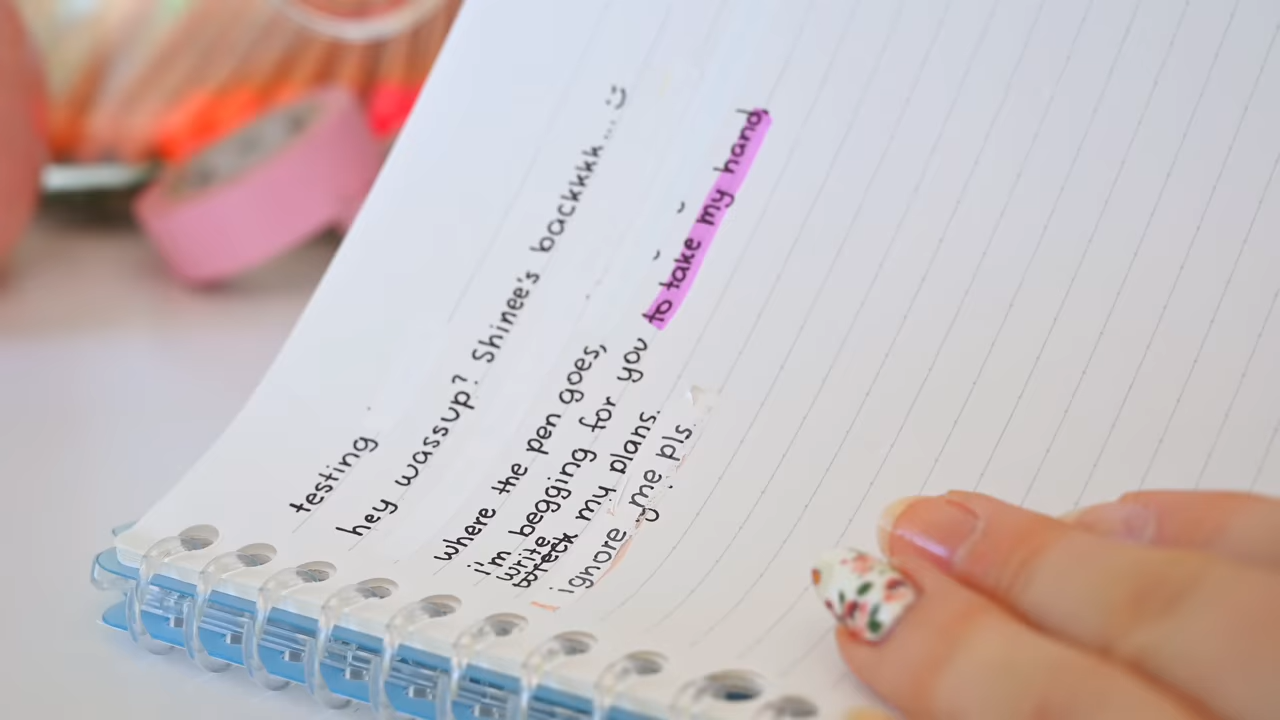 testing
hey wassup? Shinee's backkkk... :)
where the pen goes,
i'm begging for you to take my hand,
write
wreck my plans.
ignore me pls.